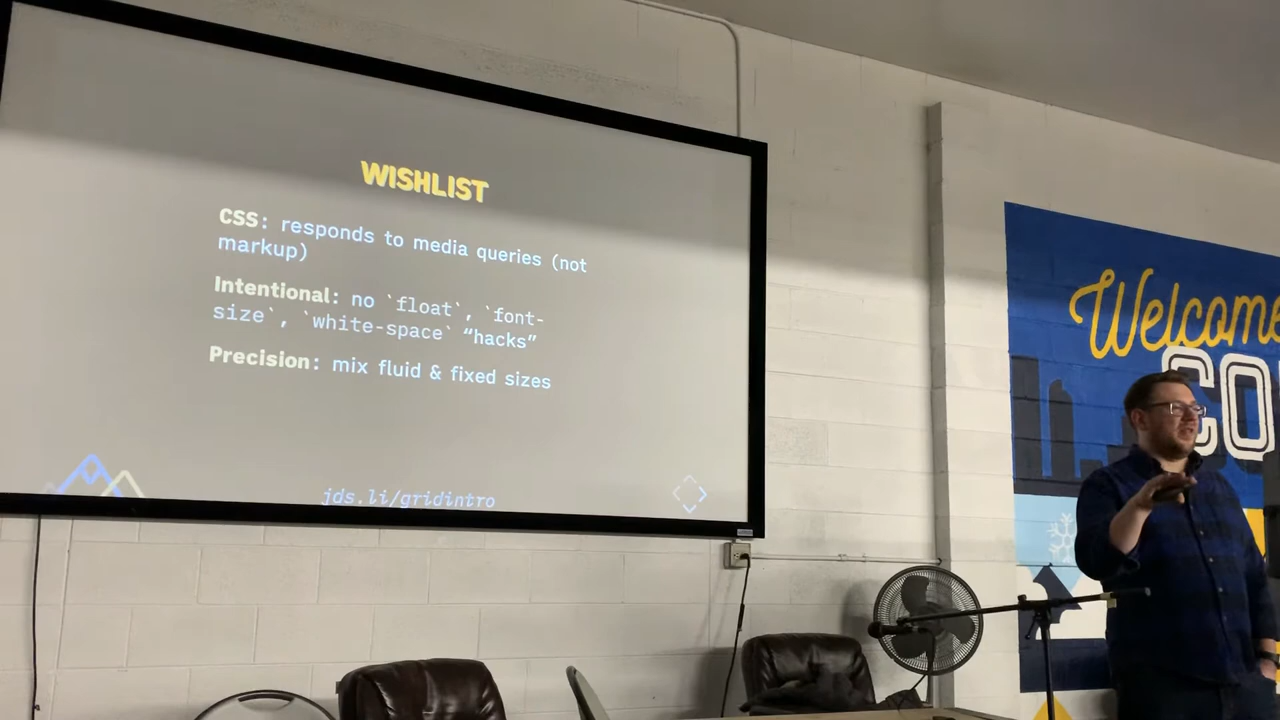 WISHLIST
CSS: responds to media queries (not
markup)
Intentional: no `float`, `font-
size`, `white-space` “hacks”
Precision: mix fluid & fixed sizes
jds.li/gridintro
Welcome